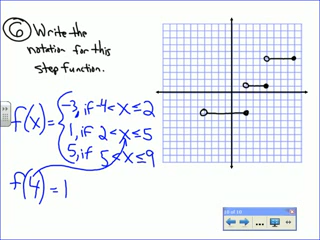 ⑥ Write the
notation for this
step function.
f(x) = { -3, if -4 < x ≤ 2
1, if 2 < x ≤ 5
5, if 5 < x ≤ 9
f(4) = 1